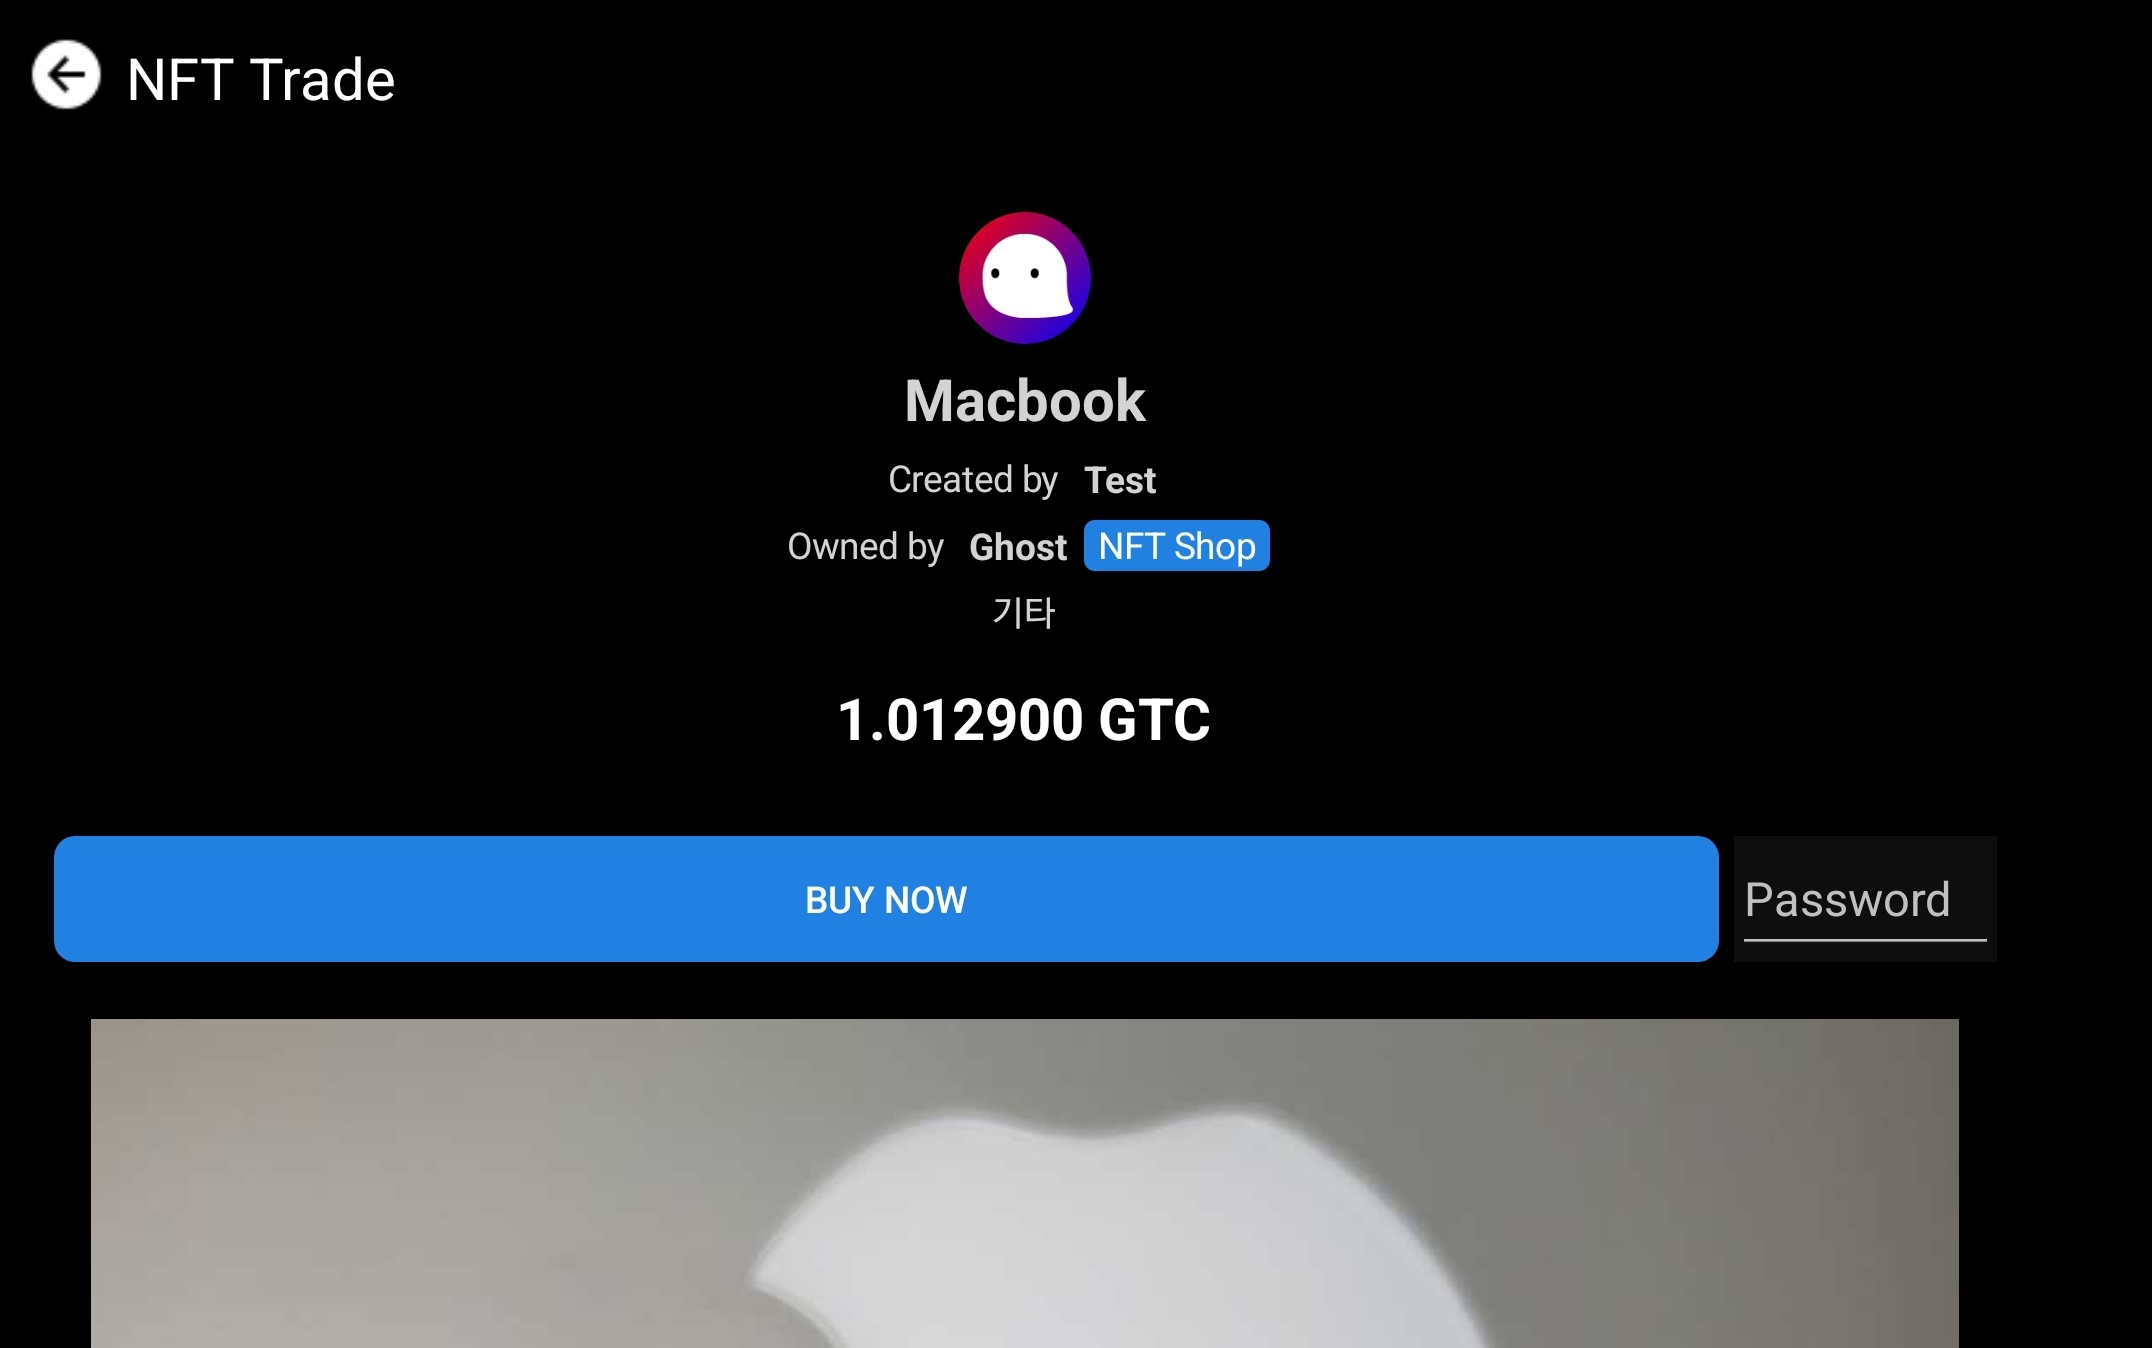 NFT Trade
Macbook
Created by Test
Owned by Ghost NFT Shop
기타
1.012900 GTC
BUY NOW
Password